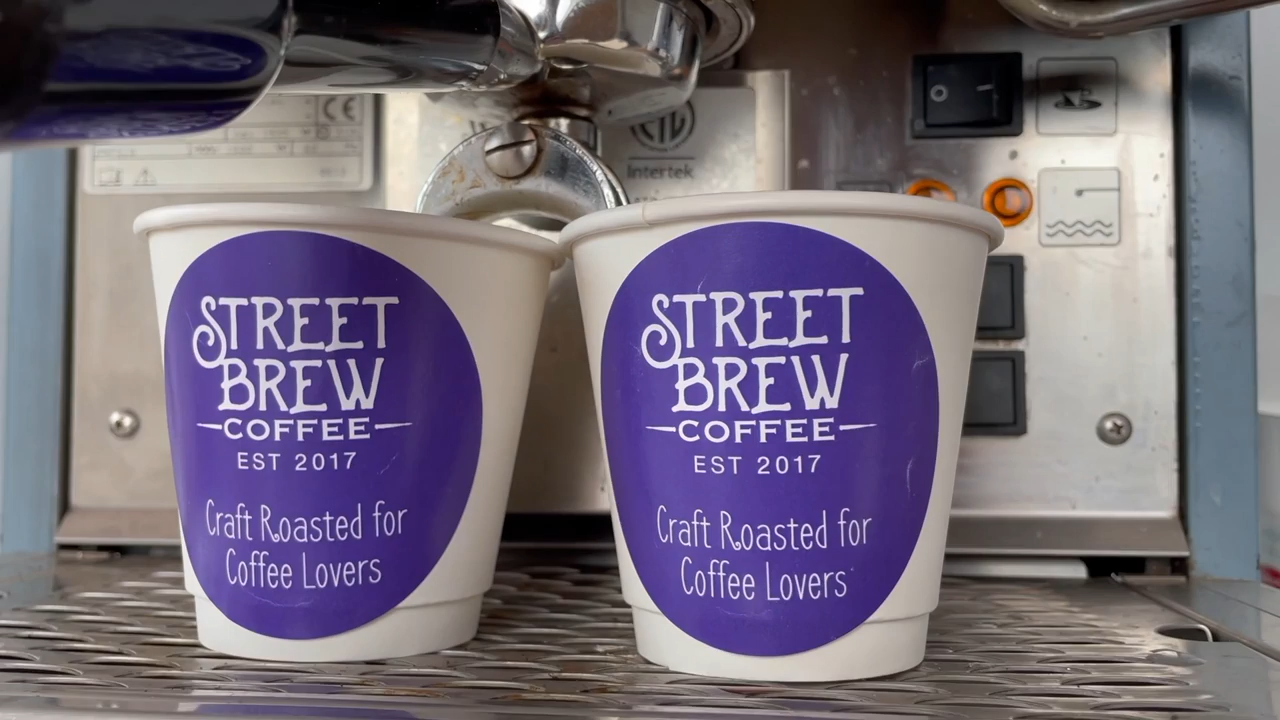 CE
Intertek
STREET
BREW
COFFEE
EST 2017
Craft Roasted for
Coffee Lovers
STREET
BREW
COFFEE
EST 2017
Craft Roasted for
Coffee Lovers